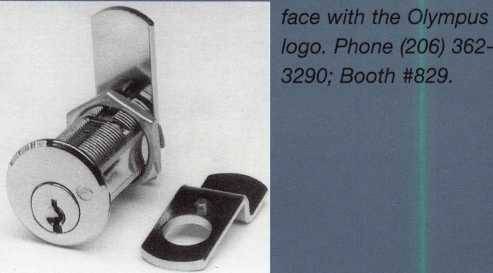 face with the Olympus
logo. Phone (206) 362-
3290; Booth #829.